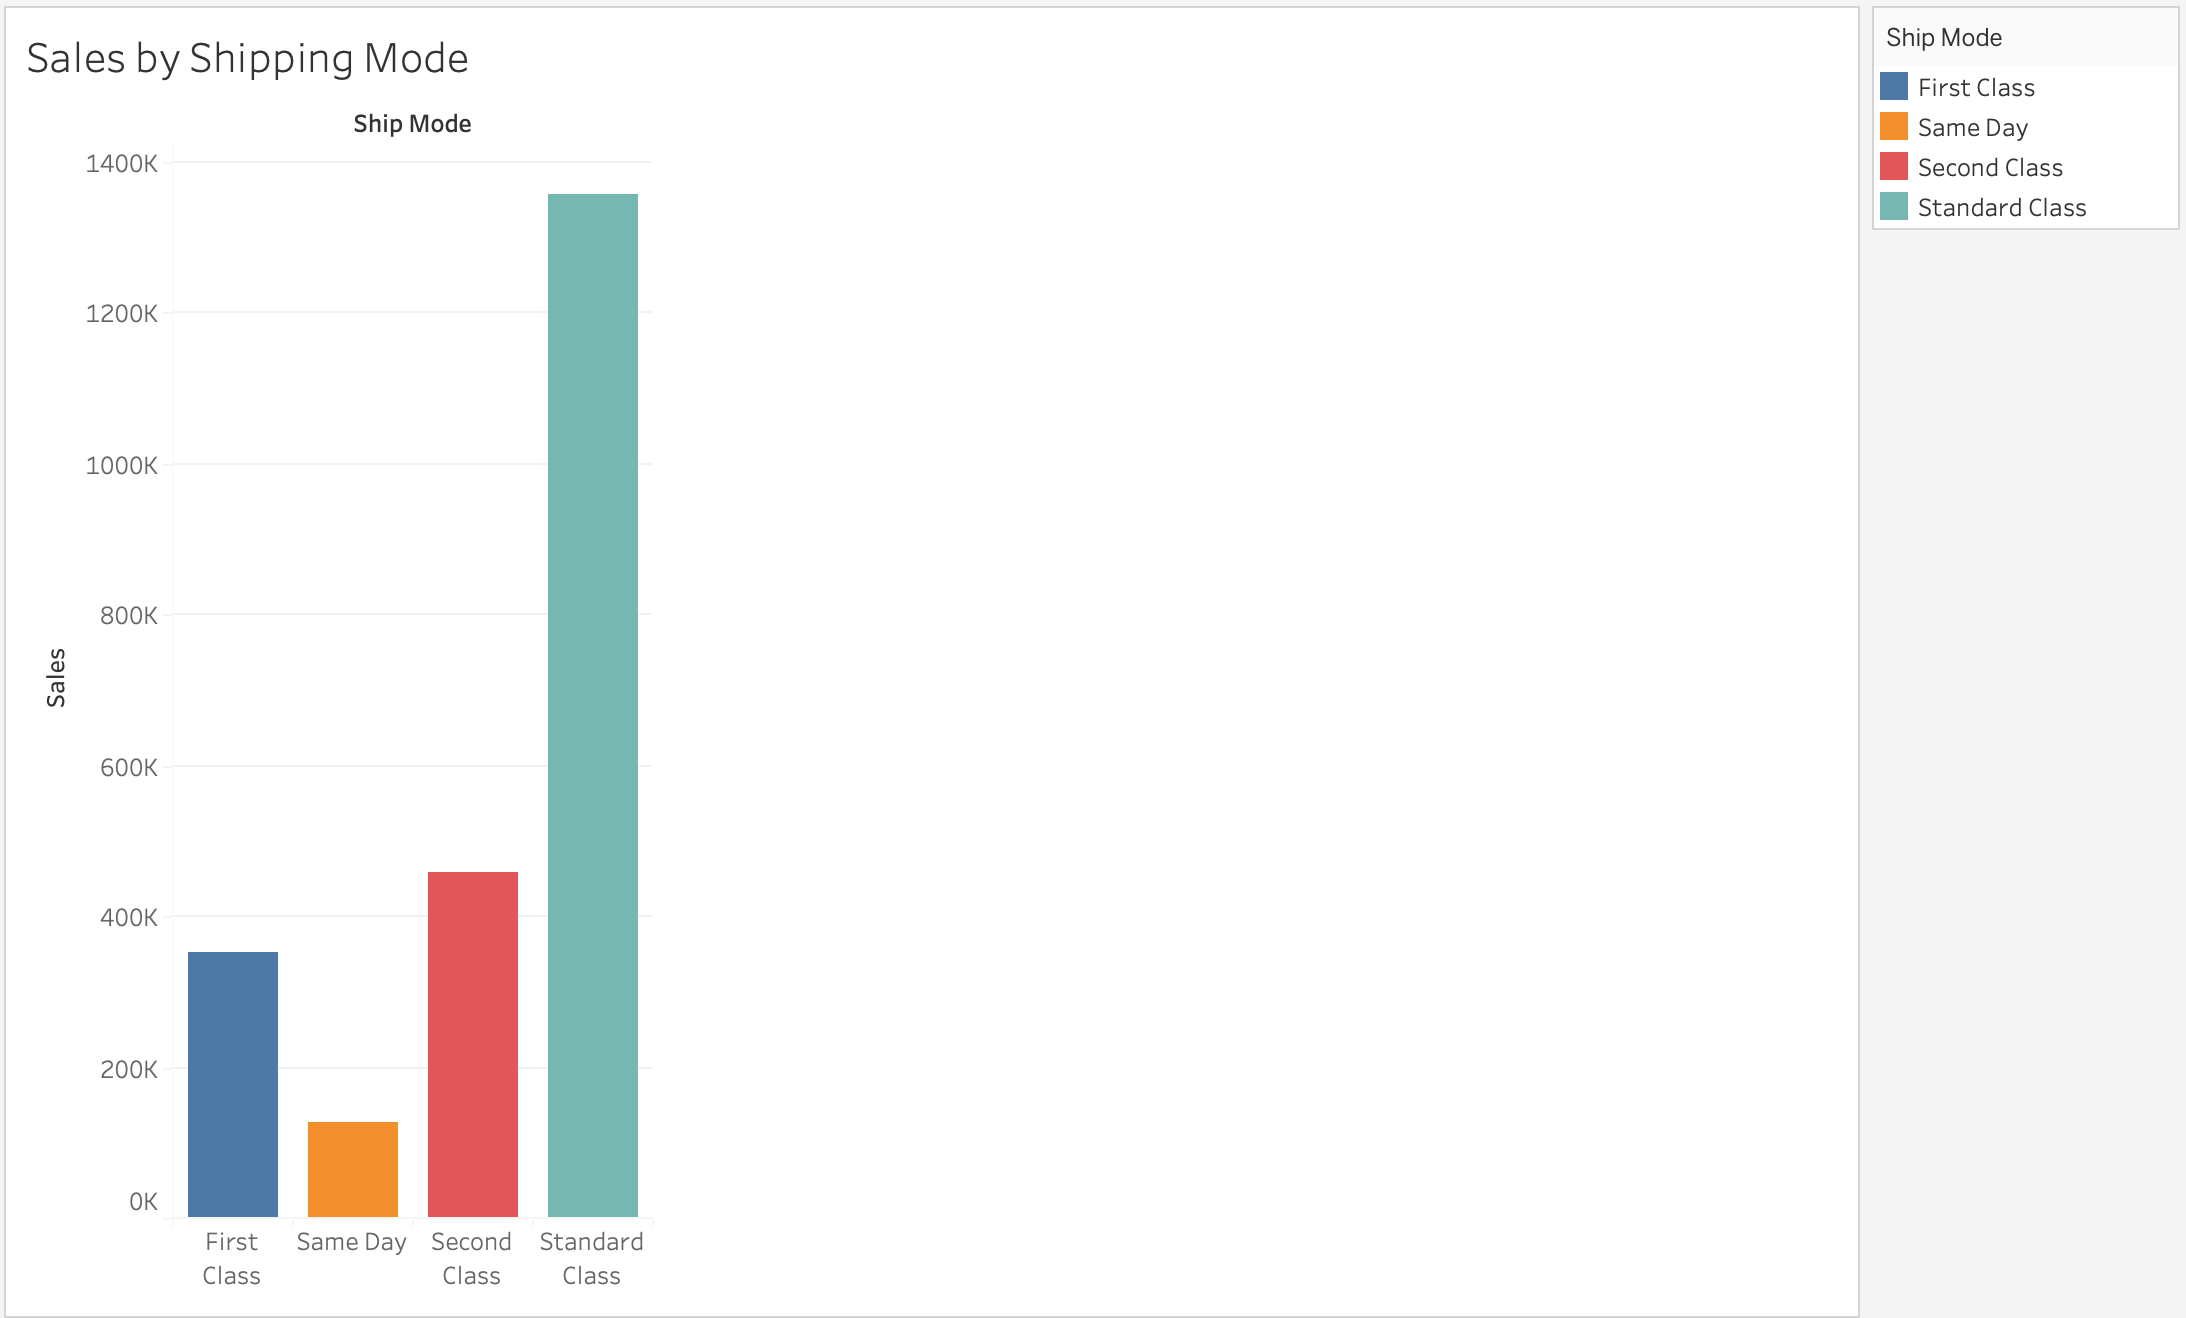 Sales by Shipping Mode
Ship Mode
1400K
1200K
1000K
800K
600K
400K
200K
0K
Sales
First Class
Same Day
Second Class
Standard Class
Ship Mode
First Class
Same Day
Second Class
Standard Class